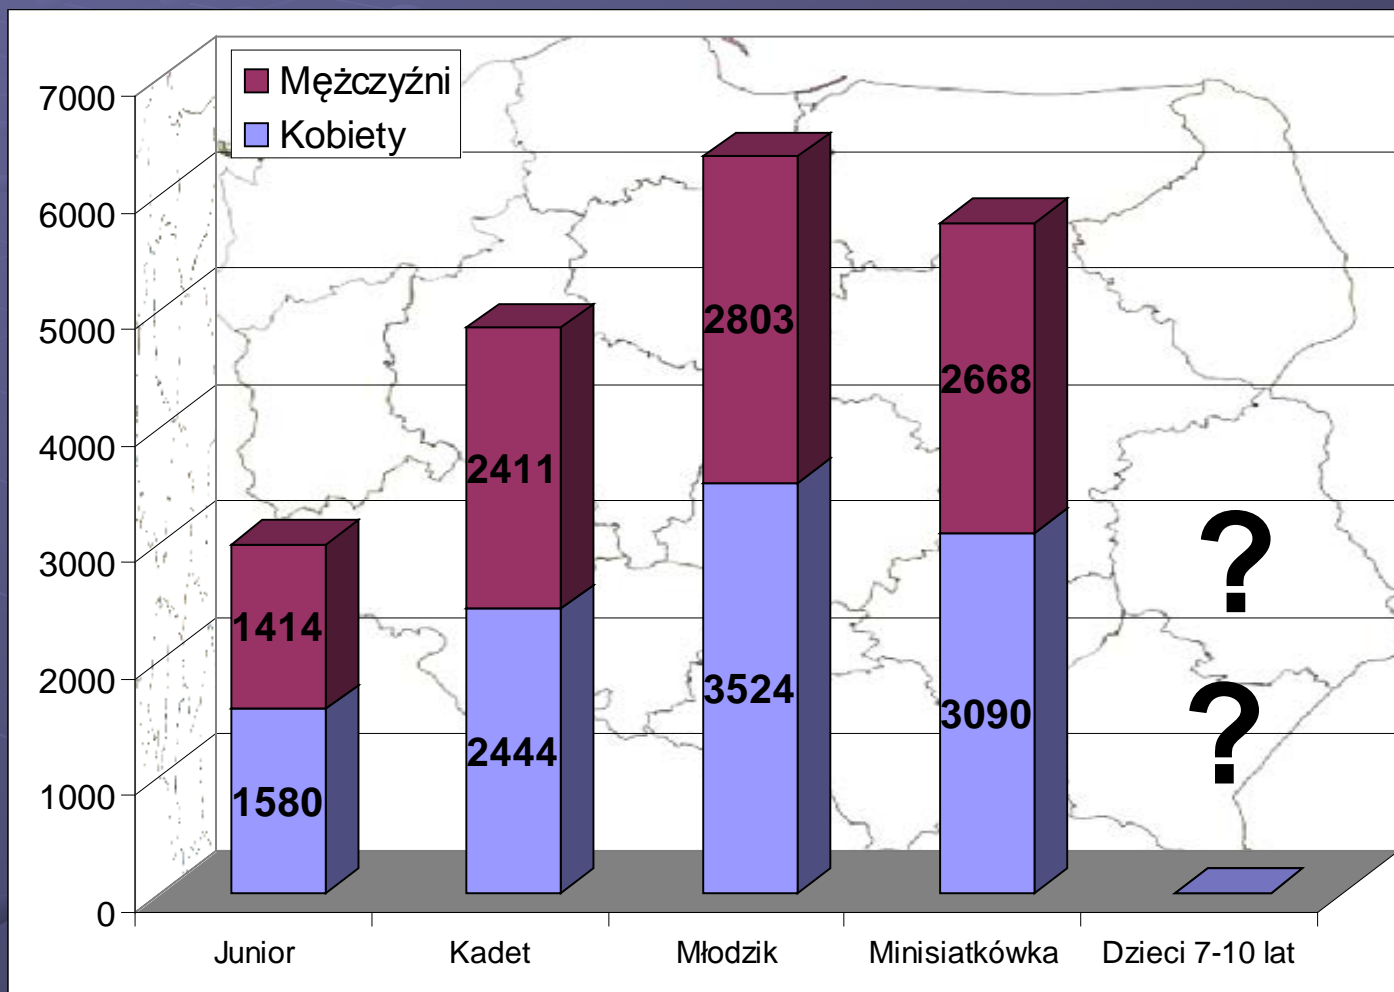 Mężczyźni
Kobiety
7000
6000
5000
4000
3000
2000
1000
0
1414
1580
2411
2444
2803
3524
2668
3090
?
?
Junior
Kadet
Młodzik
Minisiatkówka
Dzieci 7-10 lat